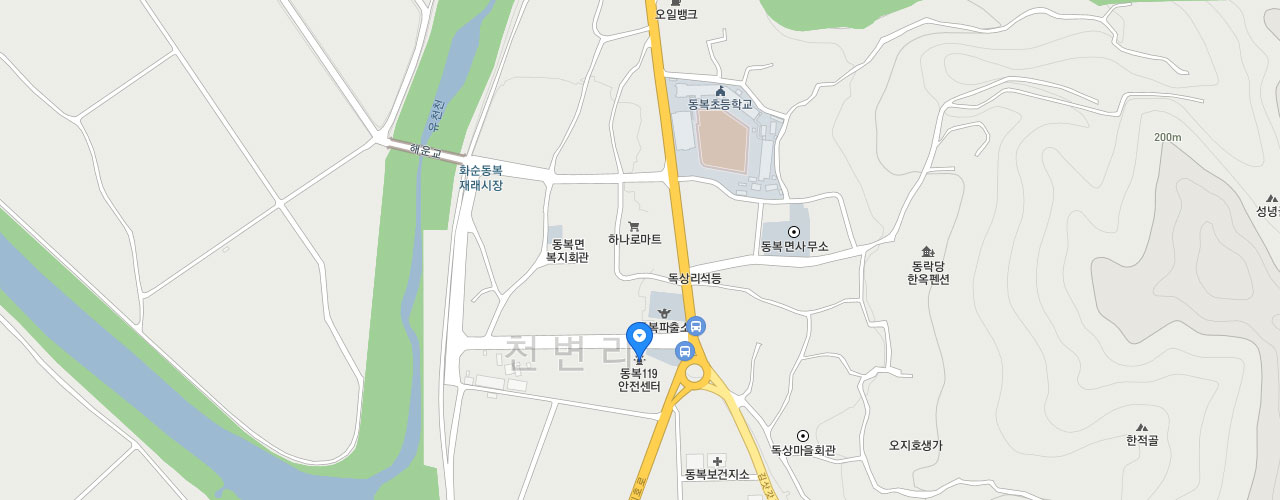 오일뱅크
동복초등학교
유천천
해운교
200m
화순동복
재래시장
성녕골
하나로마트
동복면사무소
동복면
복지회관
동락당
한옥펜션
독상리석등
복파출소
천변리
동복119
안전센터
한적골
독상마을회관
오지호생가
동복보건지소